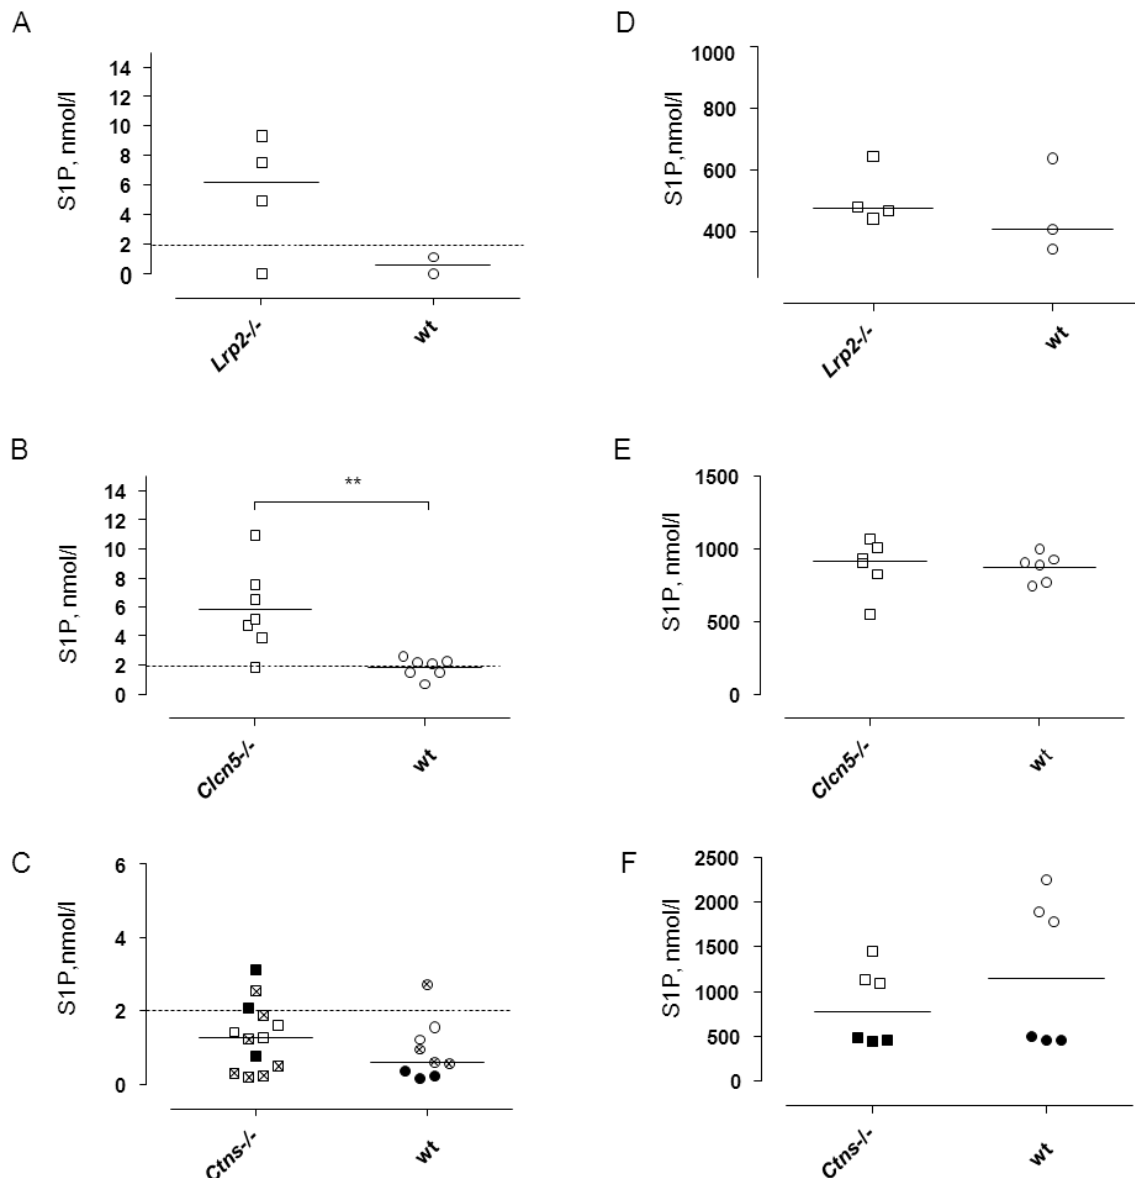 A
S1P, nmol/l
14
12
10
8
6
4
2
0
Lrp2-/-
wt
D
S1P,nmol/l
1000
800
600
400
Lrp2-/-
wt
B
S1P, nmol/l
**
14
12
10
8
6
4
2
0
Clcn5-/-
wt
E
S1P, nmol/l
1500
1000
500
0
Clcn5-/-
wt
C
S1P,nmol/l
6
4
2
0
Ctns-/-
wt
F
S1P, nmol/l
2500
2000
1500
1000
500
0
Ctns-/-
wt